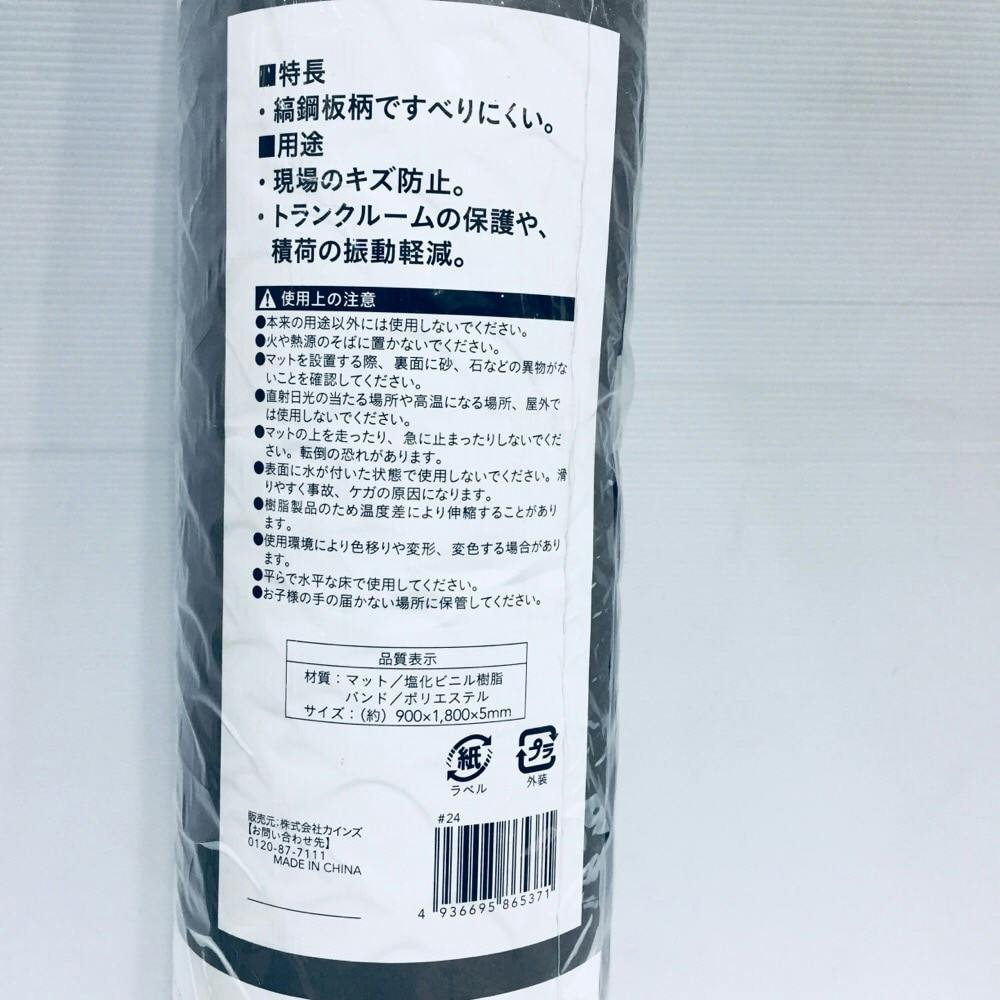 ■特長
・縞鋼板柄ですべりにくい。
■用途
・現場のキズ防止。
・トランクルームの保護や、
積荷の振動軽減。
使用上の注意
●本来の用途以外には使用しないでください。
●火や熱源のそばに置かないでください。
●マットを設置する際、裏面に砂、石などの異物がな
いことを確認してください。
●直射日光の当たる場所や高温になる場所、屋外で
は使用しないでください。
●マットの上を走ったり、急に止まったりしないでくだ
さい。転倒の恐れがあります。
●表面に水が付いた状態で使用しないでください。滑
りやすく事故、ケガの原因になります。
●樹脂製品のため温度差により伸縮することがあり
ます。
●使用環境により色移りや変形、変色する場合があり
ます。
●平らで水平な床で使用してください。
●お子様の手の届かない場所に保管してください。
品質表示
材質：マット／塩化ビニル樹脂
バンド／ポリエステル
サイズ：（約）900×1,800×5mm
紙
ラベル
プラ
外装
販売元：株式会社カインズ
【お問い合わせ先】
0120-87-7111
MADE IN CHINA
#24
4 936695 865371